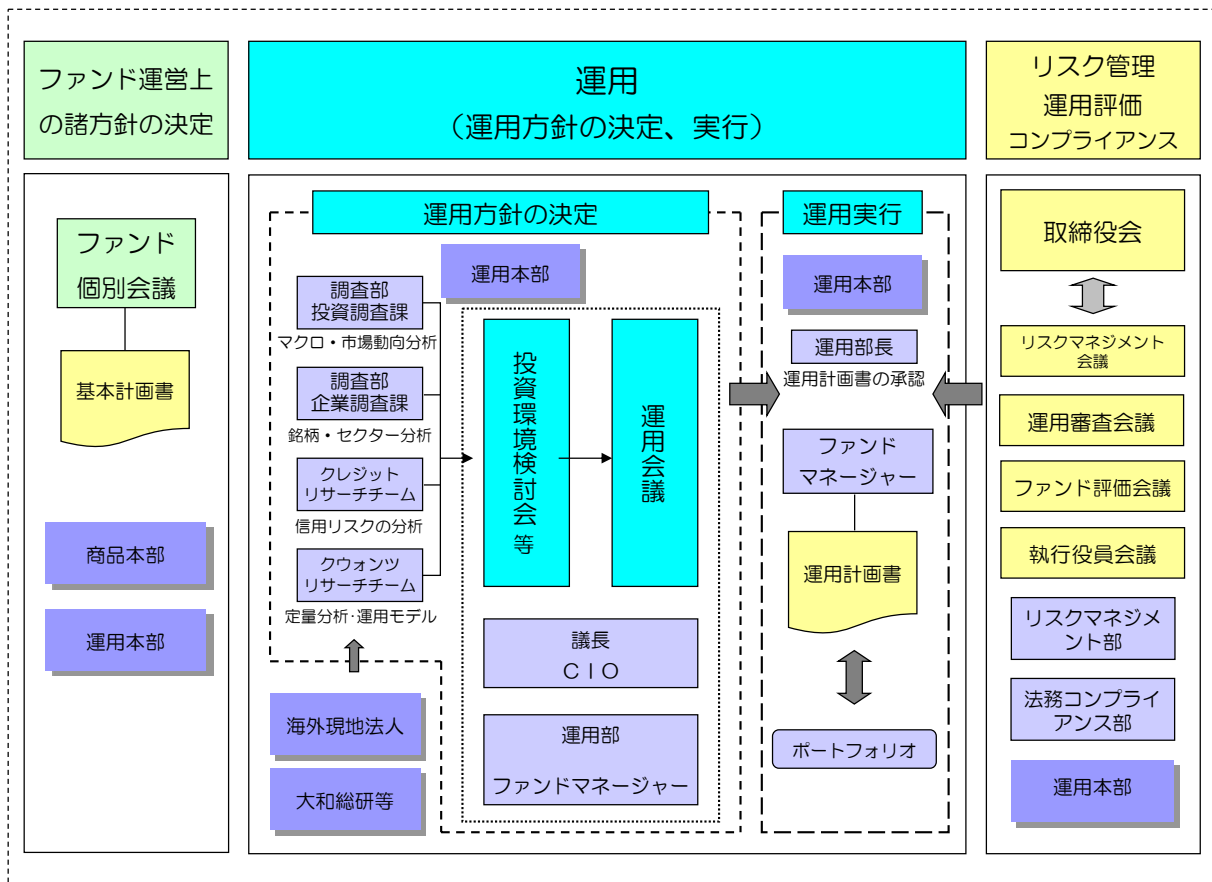 ファンド運営上
の諸方針の決定
運用
（運用方針の決定、実行）
リスク管理
運用評価
コンプライアンス
ファンド
個別会議
基本計画書
商品本部
運用本部
運用方針の決定
運用本部
調査部
投資調査課
マクロ・市場動向分析
調査部
企業調査課
銘柄・セクター分析
クレジット
リサーチチーム
信用リスクの分析
クウォンツ
リサーチチーム
定量分析･運用モデル
海外現地法人
大和総研等
投資環境検討会等
運用会議
議長
ＣＩＯ
運用部
ファンドマネージャー
運用実行
運用本部
運用部長
運用計画書の承認
ファンド
マネージャー
運用計画書
ポートフォリオ
取締役会
リスクマネジメント
会議
運用審査会議
ファンド評価会議
執行役員会議
リスクマネジメ
ント部
法務コンプライ
アンス部
運用本部